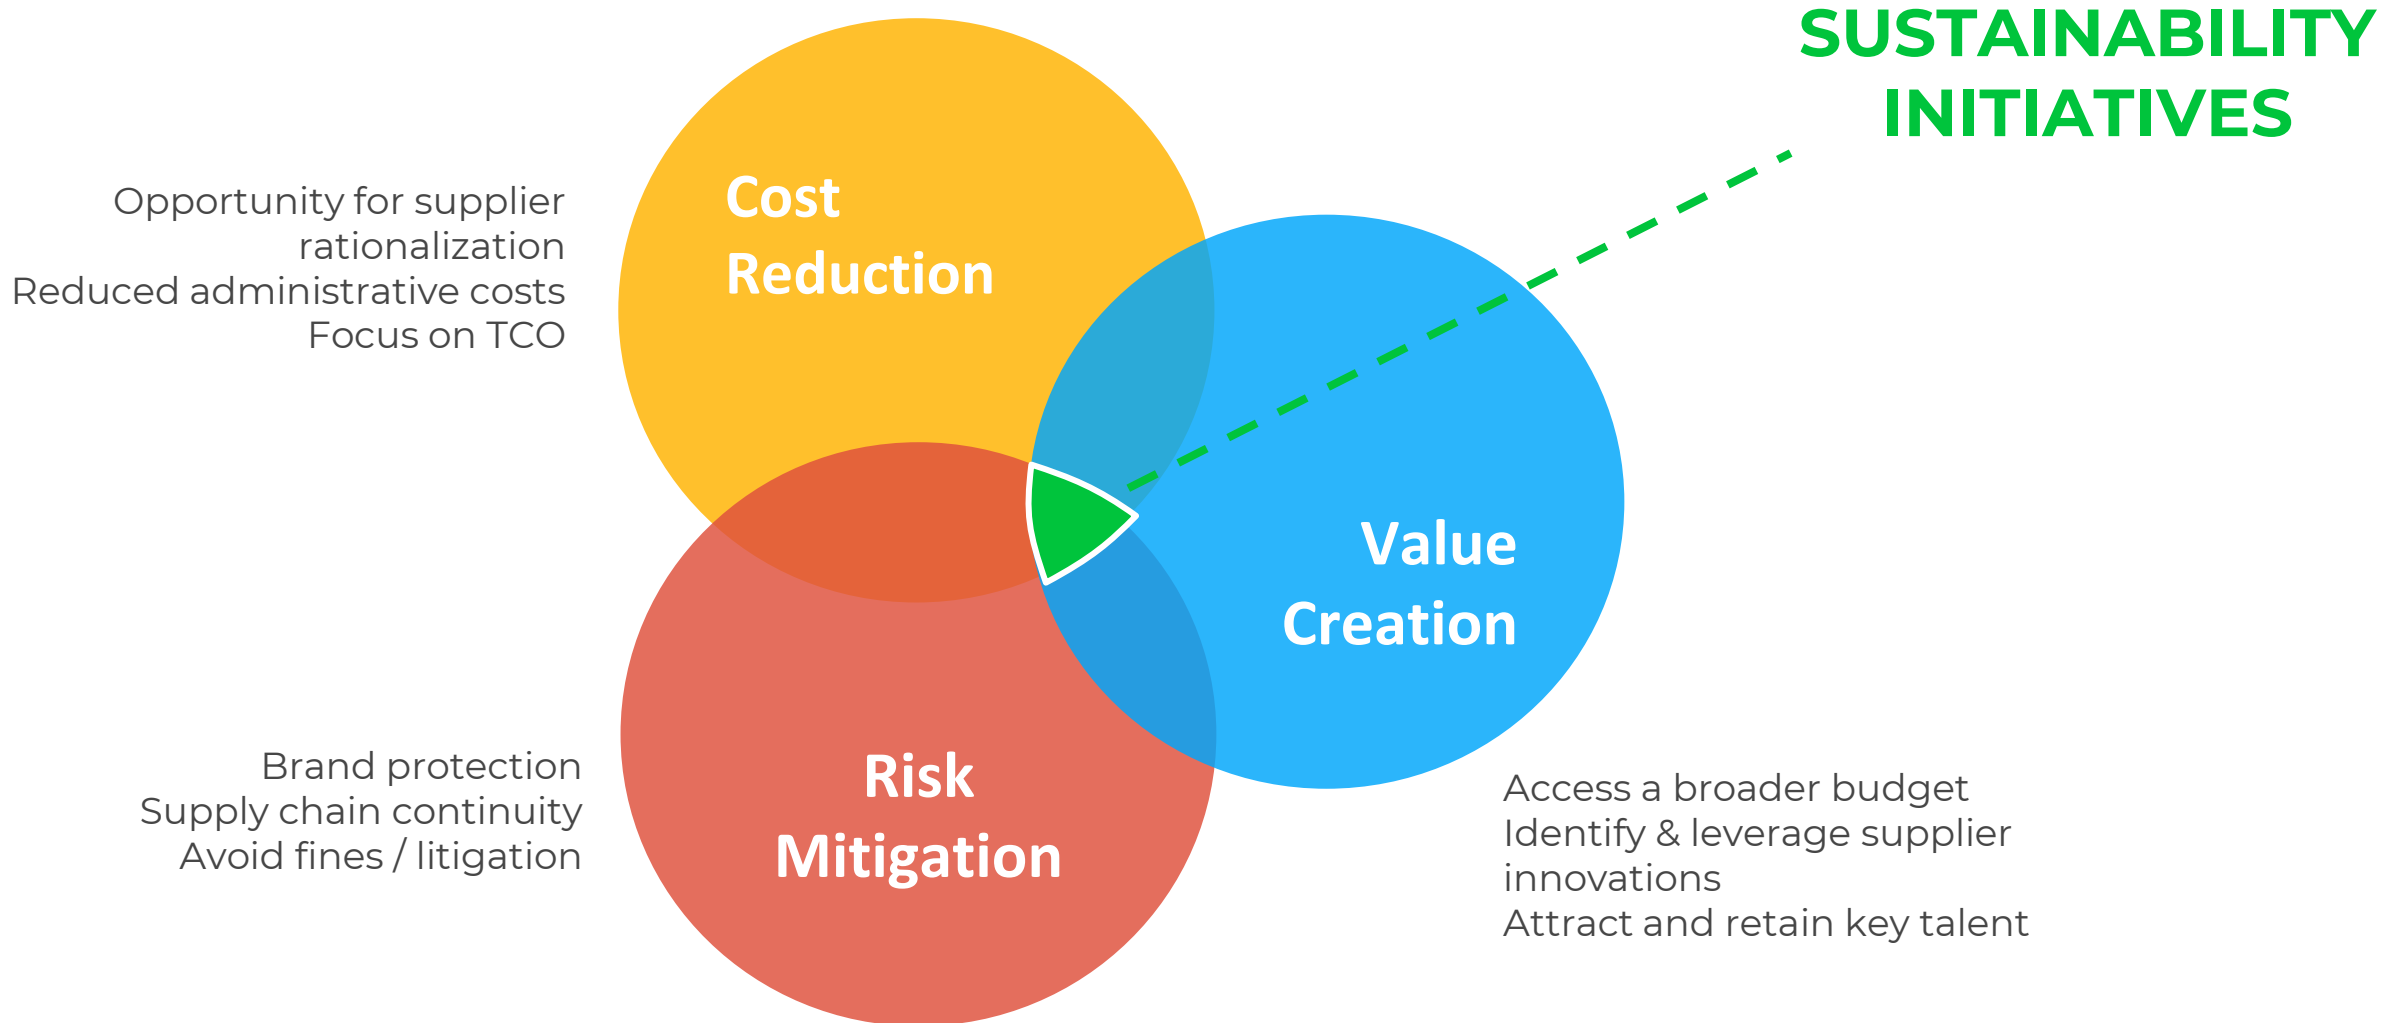 SUSTAINABILITY
INITIATIVES
Cost
Reduction
Opportunity for supplier
rationalization
Reduced administrative costs
Focus on TCO
Value
Creation
Risk
Mitigation
Brand protection
Supply chain continuity
Avoid fines / litigation
Access a broader budget
Identify & leverage supplier
innovations
Attract and retain key talent